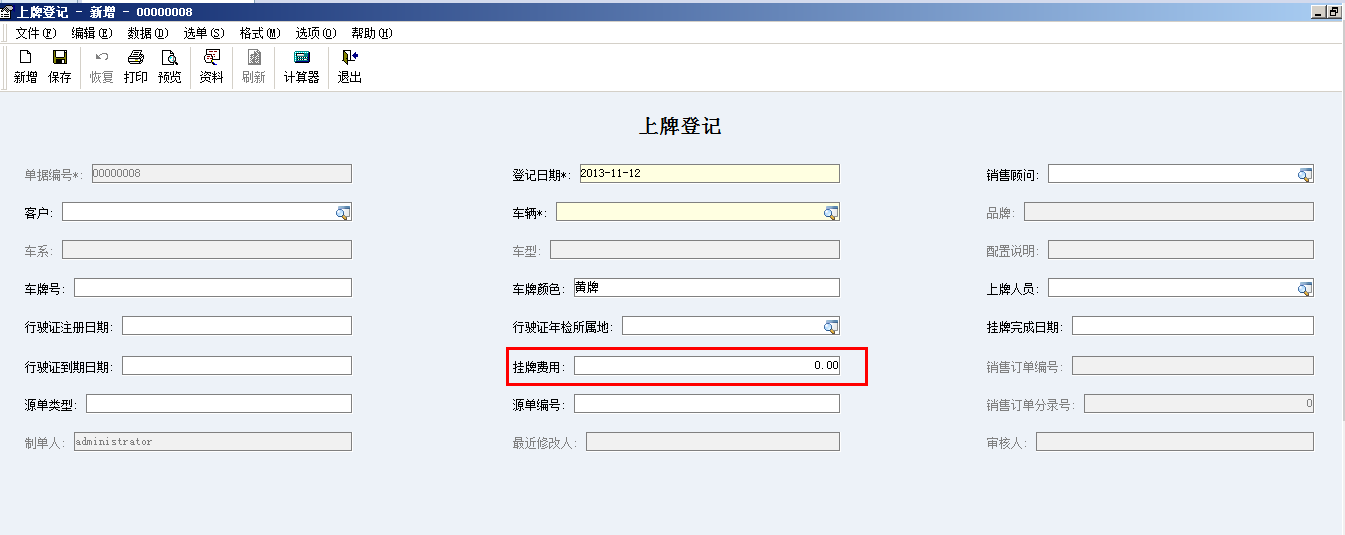 上牌登记 - 新增 - 00000008
文件(F) 编辑(E) 数据(D) 选单(S) 格式(M) 选项(O) 帮助(H)
新增 保存 恢复 打印 预览 资料 刷新 计算器 退出
上牌登记
单据编号*: 00000008 登记日期*: 2013-11-12 销售顾问:
客户: 车辆*: 品牌:
车系: 车型: 配置说明:
车牌号: 车牌颜色: 黄牌 上牌人员:
行驶证注册日期: 行驶证年检所属地: 挂牌完成日期:
行驶证到期日期: 挂牌费用: 0.00 销售订单编号:
源单类型: 源单编号: 销售订单分录号: 0
制单人: administrator 最近修改人: 审核人: